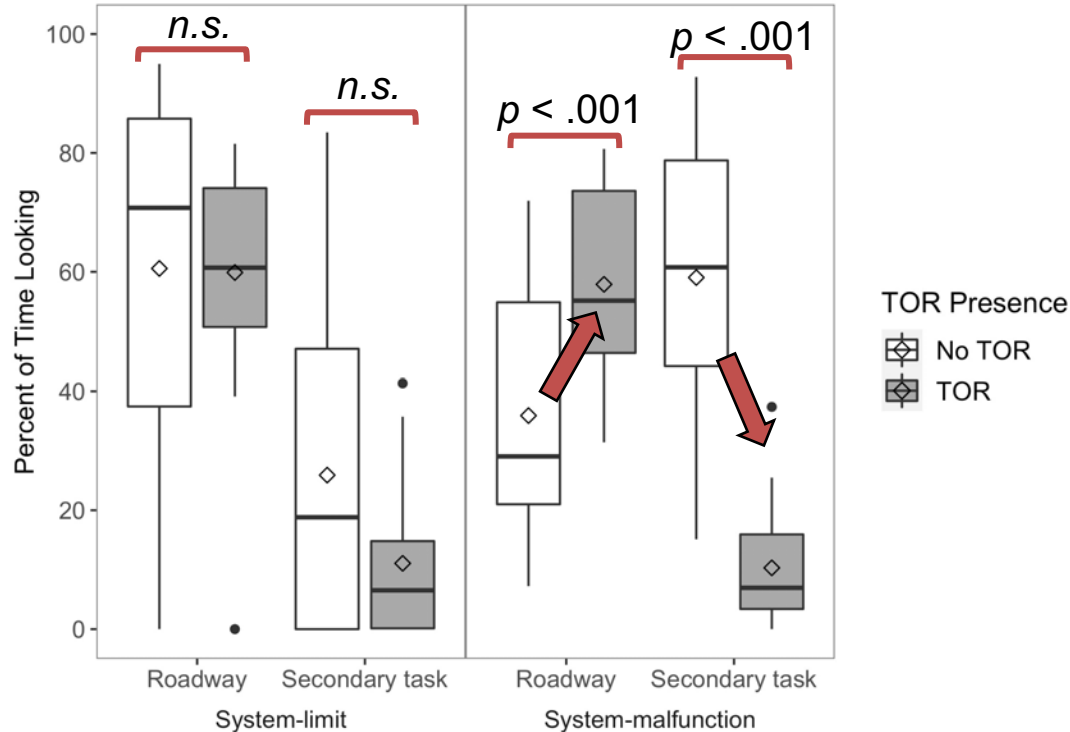 n.s.
n.s.
p < .001
p < .001
100
80
60
40
20
0
Percent of Time Looking
Roadway
Secondary task
Roadway
Secondary task
System-limit
System-malfunction
TOR Presence
No TOR
TOR